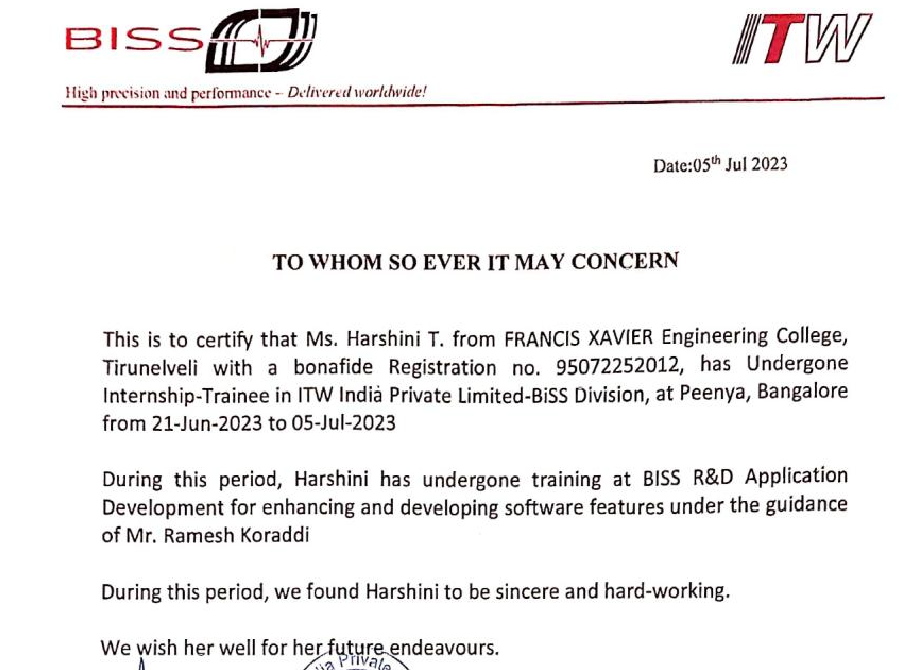 BISS
ITW
High precision and performance – Delivered worldwide!
Date:05th Jul 2023
TO WHOM SO EVER IT MAY CONCERN
This is to certify that Ms. Harshini T. from FRANCIS XAVIER Engineering College,
Tirunelveli with a bonafide Registration no. 95072252012, has Undergone
Internship-Trainee in ITW India Private Limited-BiSS Division, at Peenya, Bangalore
from 21-Jun-2023 to 05-Jul-2023
During this period, Harshini has undergone training at BISS R&D Application
Development for enhancing and developing software features under the guidance
of Mr. Ramesh Koraddi
During this period, we found Harshini to be sincere and hard-working.
We wish her well for her future endeavours.
Private